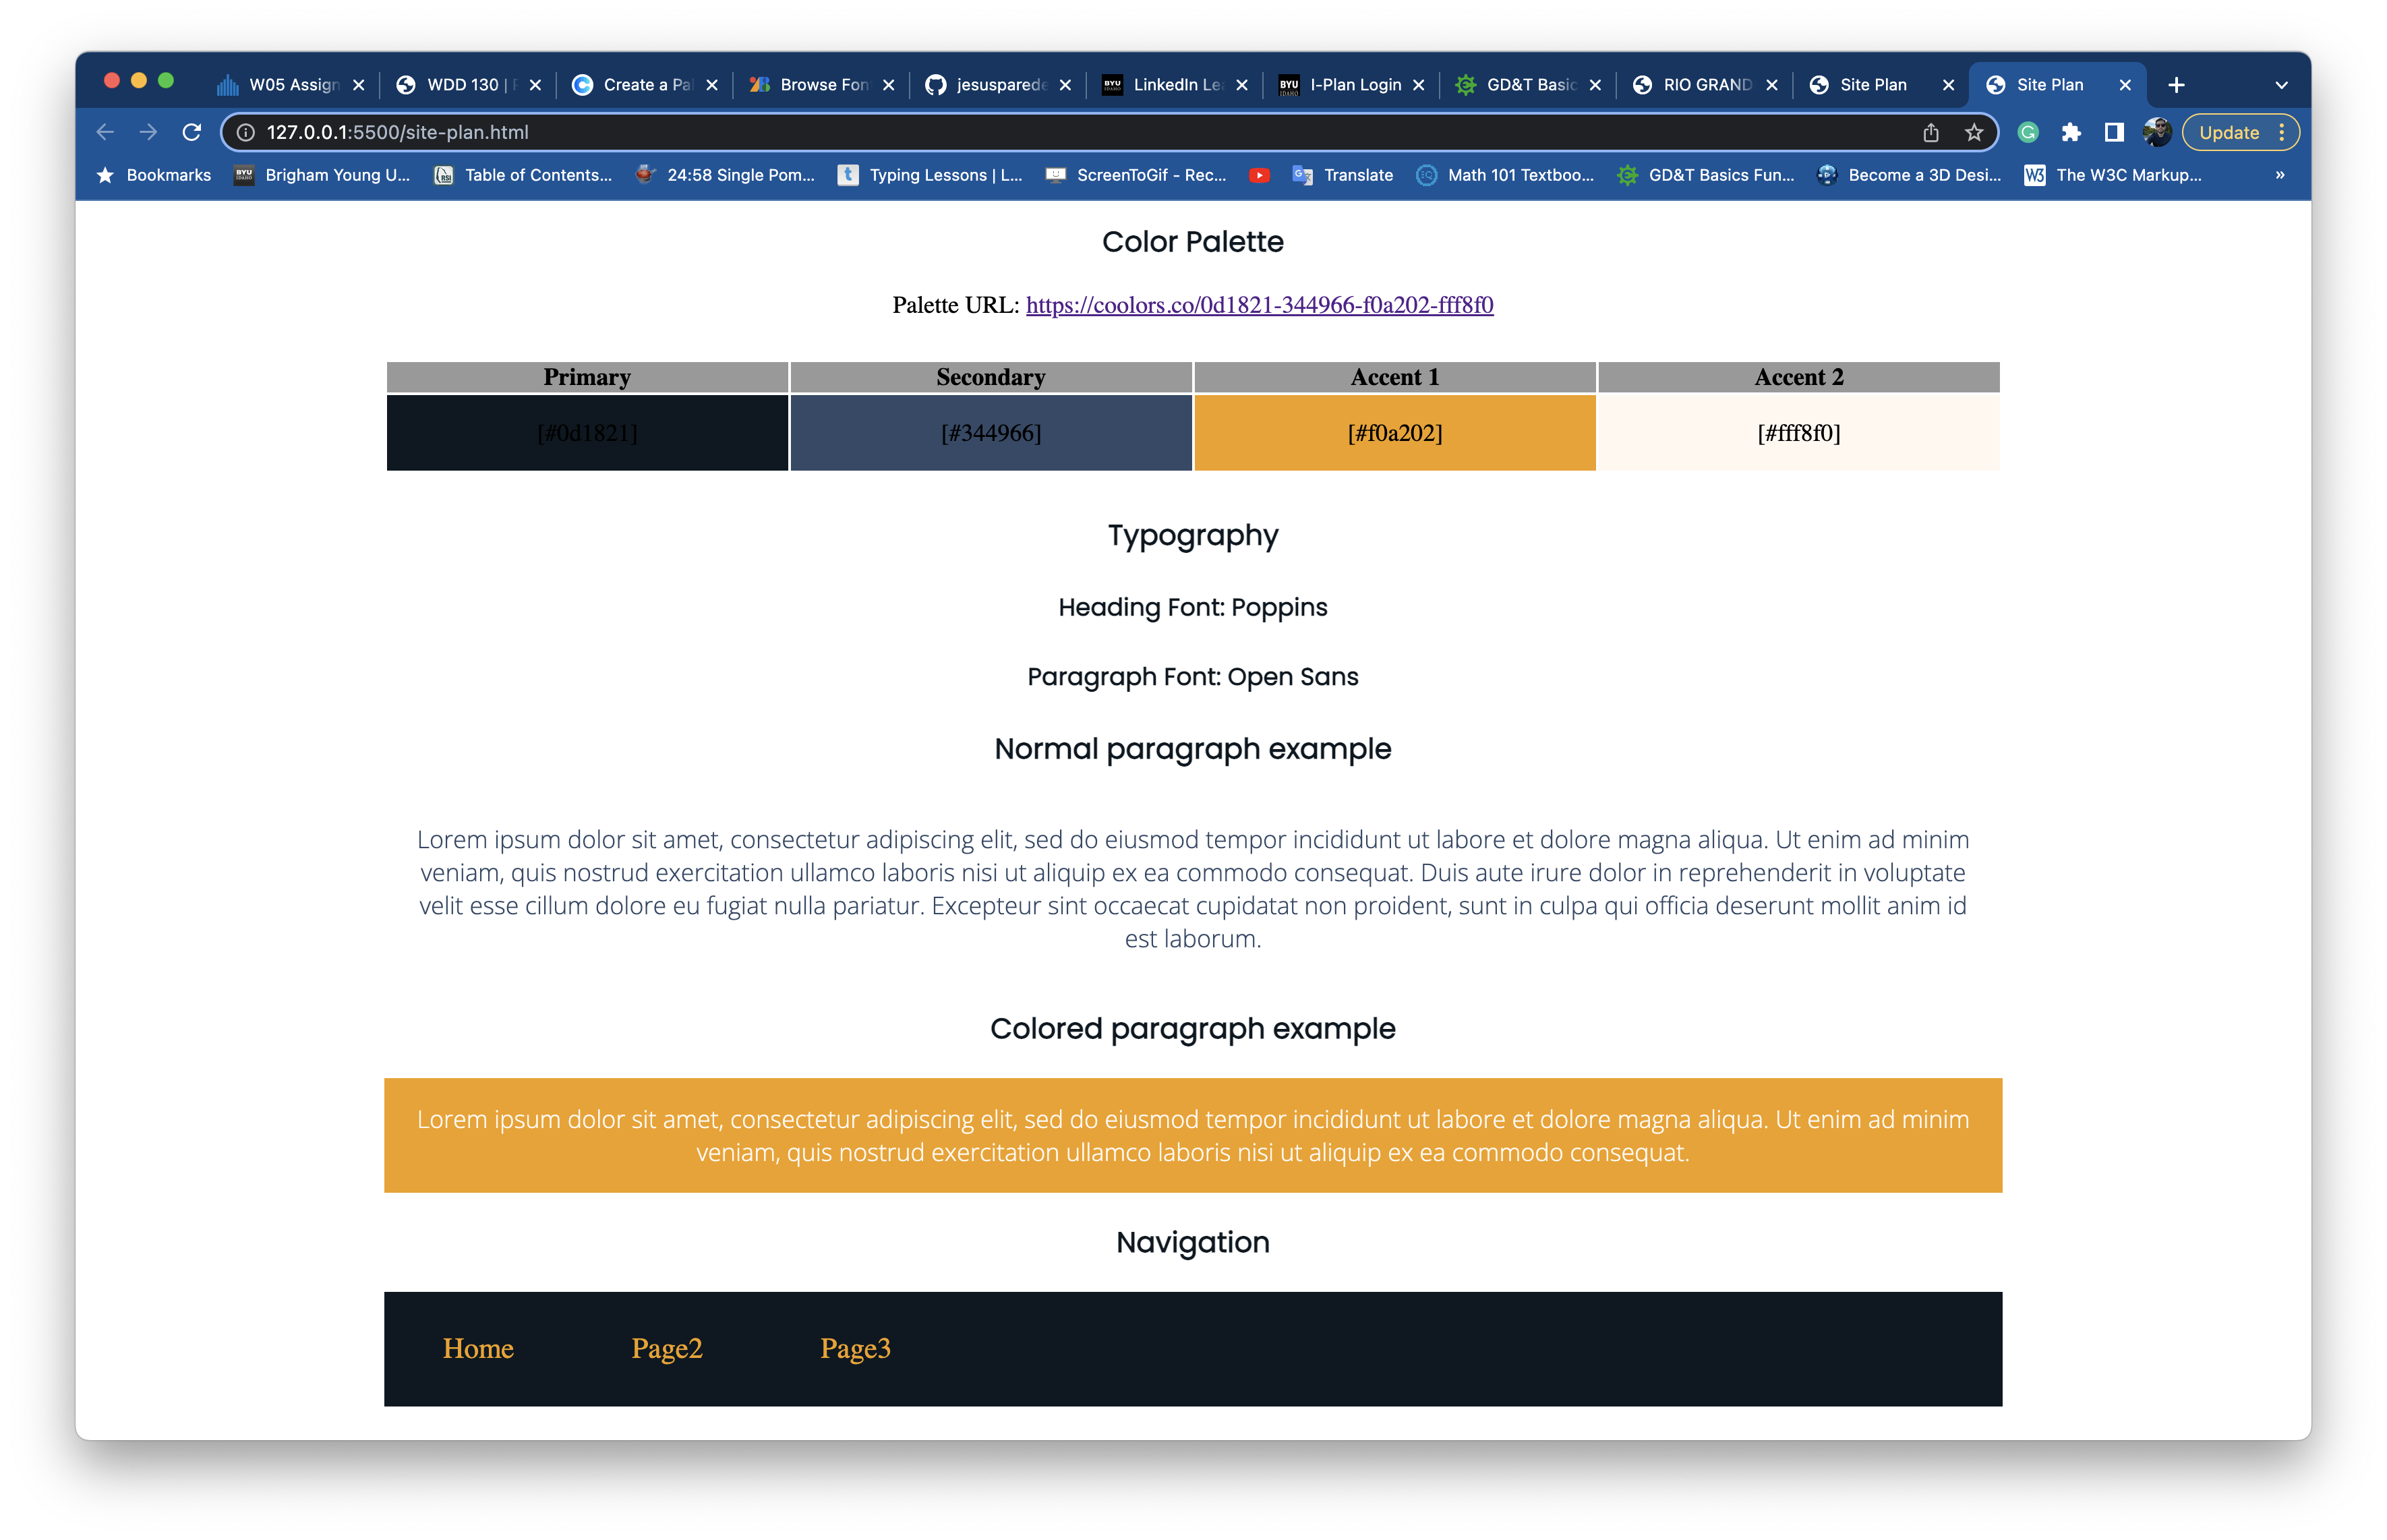 W05 Assign
WDD 130 |
Create a Pal
Browse Fon
jesusparede
LinkedIn Le
I-Plan Login
GD&T Basic
RIO GRAND
Site Plan
Site Plan
127.0.0.1:5500/site-plan.html
Update
Bookmarks
Brigham Young U...
Table of Contents...
24:58 Single Pom...
Typing Lessons | L...
ScreenToGif - Rec...
Translate
Math 101 Textboo...
GD&T Basics Fun...
Become a 3D Desi...
The W3C Markup...
»
Color Palette
Palette URL: https://coolors.co/0d1821-344966-f0a202-fff8f0
Primary Secondary Accent 1 Accent 2
[#0d1821] [#344966] [#f0a202] [#fff8f0]
Typography
Heading Font: Poppins
Paragraph Font: Open Sans
Normal paragraph example
Lorem ipsum dolor sit amet, consectetur adipiscing elit, sed do eiusmod tempor incididunt ut labore et dolore magna aliqua. Ut enim ad minim
veniam, quis nostrud exercitation ullamco laboris nisi ut aliquip ex ea commodo consequat. Duis aute irure dolor in reprehenderit in voluptate
velit esse cillum dolore eu fugiat nulla pariatur. Excepteur sint occaecat cupidatat non proident, sunt in culpa qui officia deserunt mollit anim id
est laborum.
Colored paragraph example
Lorem ipsum dolor sit amet, consectetur adipiscing elit, sed do eiusmod tempor incididunt ut labore et dolore magna aliqua. Ut enim ad minim
veniam, quis nostrud exercitation ullamco laboris nisi ut aliquip ex ea commodo consequat.
Navigation
Home Page2 Page3